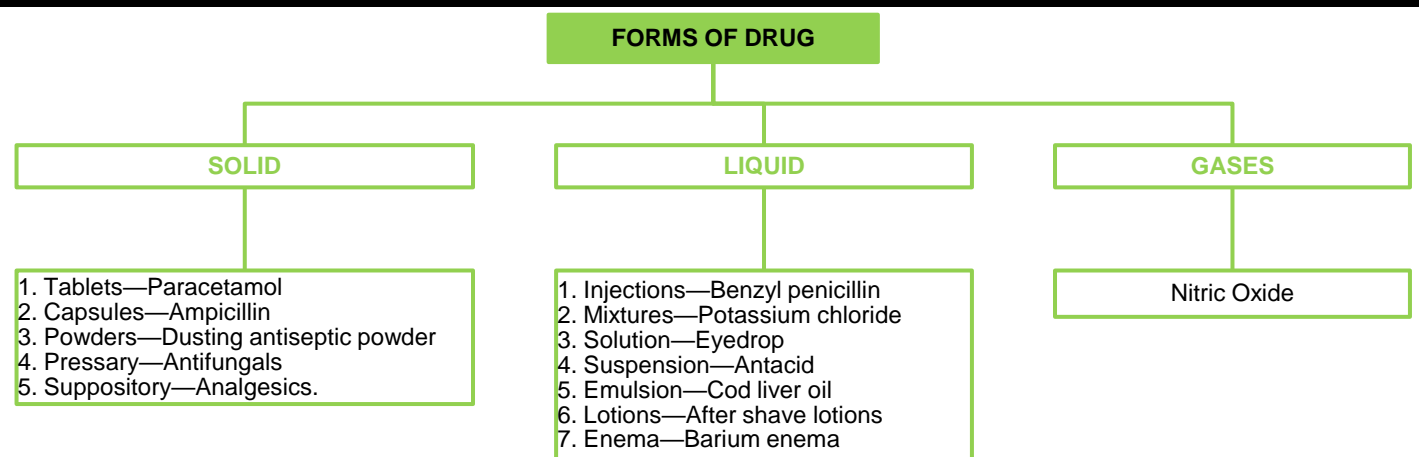 FORMS OF DRUG
SOLID
LIQUID
GASES
1. Tablets—Paracetamol
2. Capsules—Ampicillin
3. Powders—Dusting antiseptic powder
4. Pressary—Antifungals
5. Suppository—Analgesics.
1. Injections—Benzyl penicillin
2. Mixtures—Potassium chloride
3. Solution—Eyedrop
4. Suspension—Antacid
5. Emulsion—Cod liver oil
6. Lotions—After shave lotions
7. Enema—Barium enema
Nitric Oxide